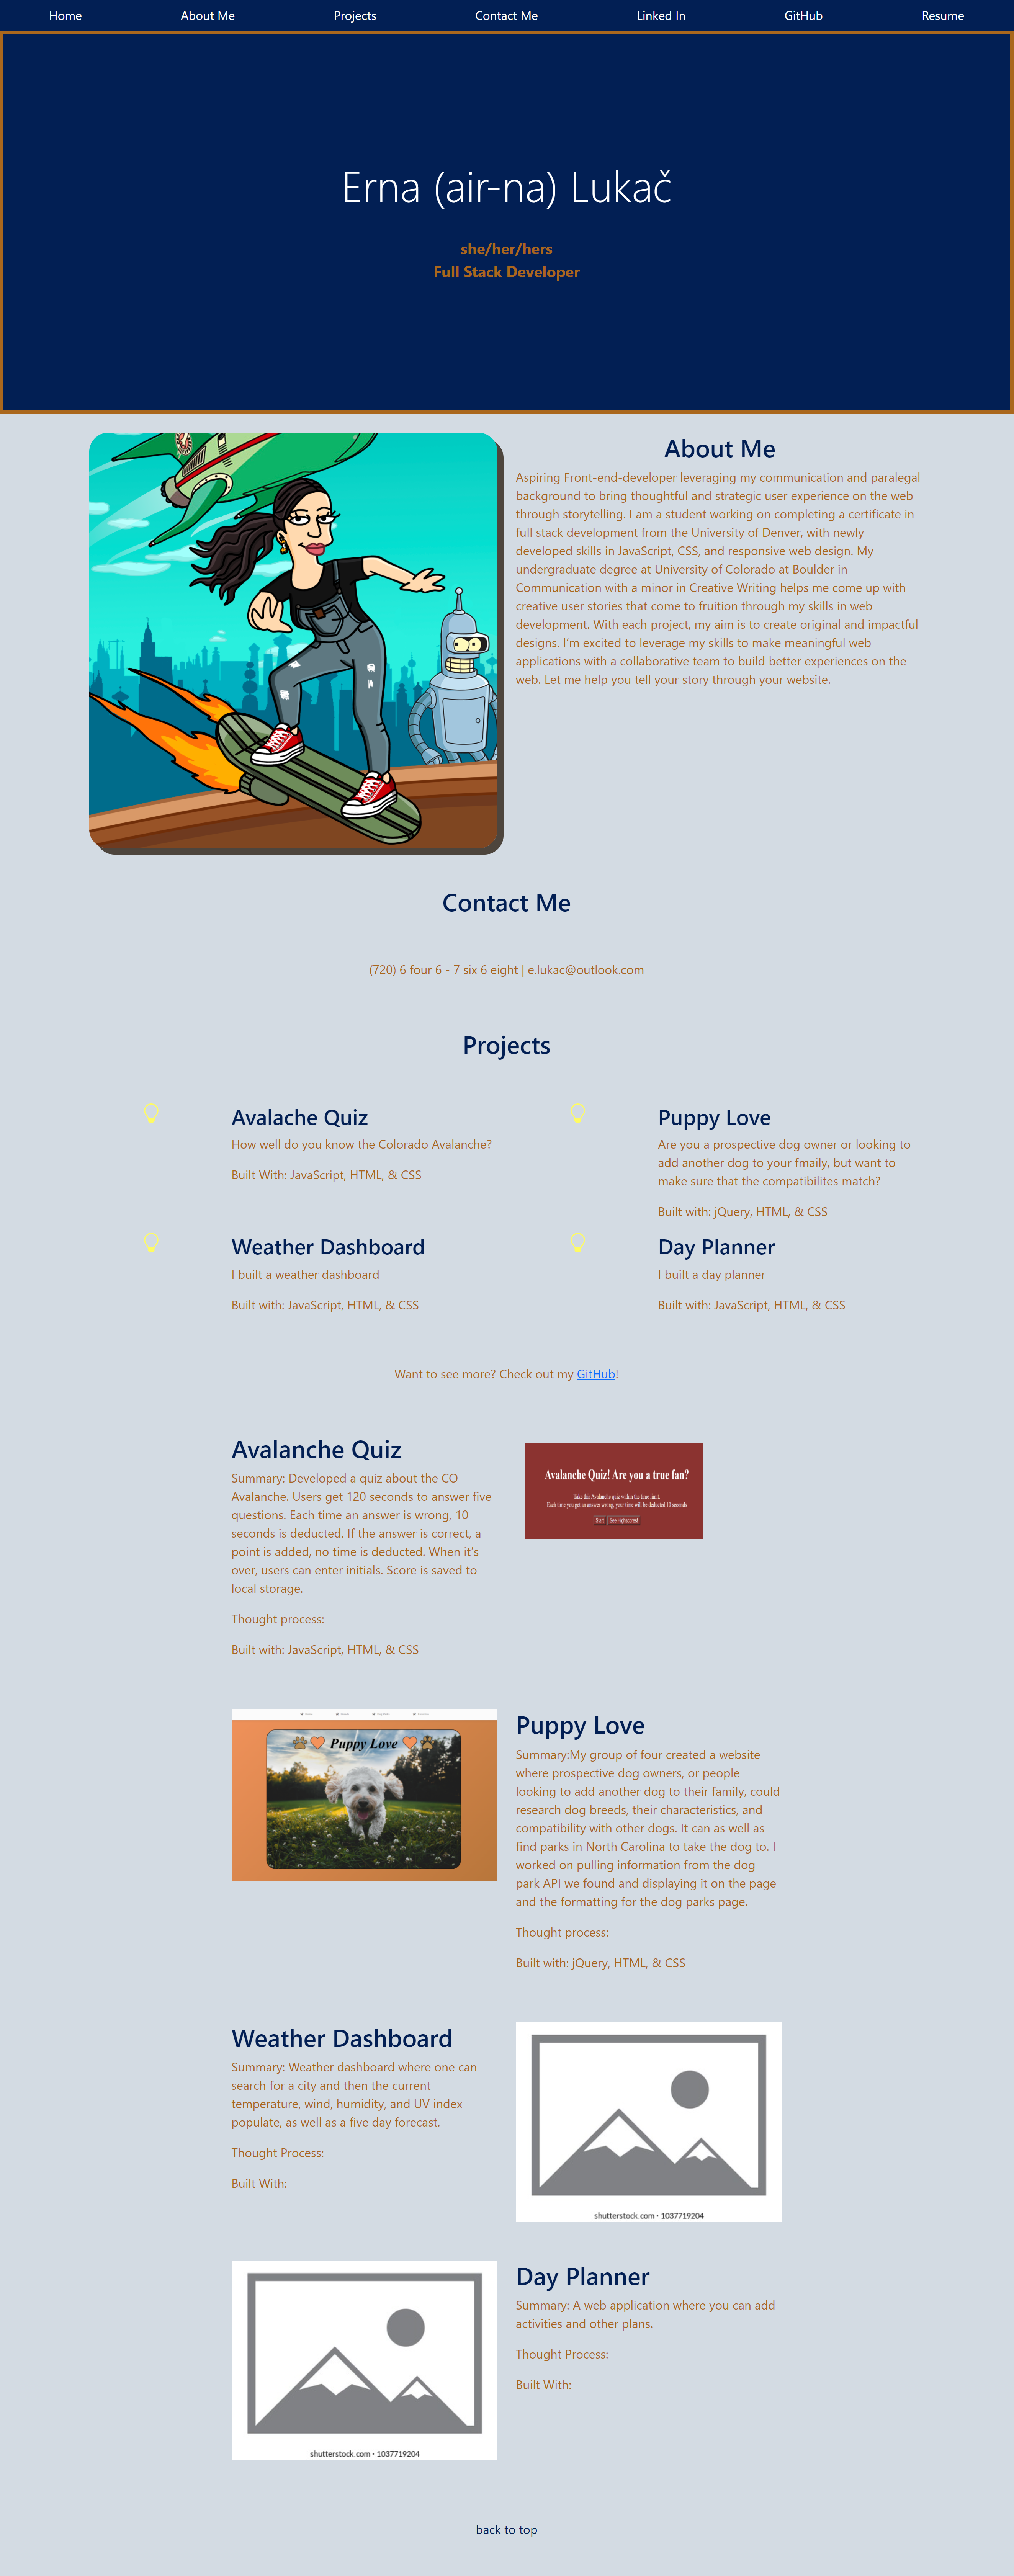 Home About Me Projects Contact Me Linked In GitHub Resume
Erna (air-na) Lukač
she/her/hers
Full Stack Developer
About Me
Aspiring Front-end-developer leveraging my communication and paralegal
background to bring thoughtful and strategic user experience on the web
through storytelling. I am a student working on completing a certificate in
full stack development from the University of Denver, with newly
developed skills in JavaScript, CSS, and responsive web design. My
undergraduate degree at University of Colorado at Boulder in
Communication with a minor in Creative Writing helps me come up with
creative user stories that come to fruition through my skills in web
development. With each project, my aim is to create original and impactful
designs. I'm excited to leverage my skills to make meaningful web
applications with a collaborative team to build better experiences on the
web. Let me help you tell your story through your website.
Contact Me
(720) 6 four 6 - 7 six 6 eight | e.lukac@outlook.com
Projects
Avalache Quiz
How well do you know the Colorado Avalanche?
Built With: JavaScript, HTML, & CSS
Puppy Love
Are you a prospective dog owner or looking to
add another dog to your fmaily, but want to
make sure that the compatibilites match?
Built with: jQuery, HTML, & CSS
Weather Dashboard
I built a weather dashboard
Built with: JavaScript, HTML, & CSS
Day Planner
I built a day planner
Built with: JavaScript, HTML, & CSS
Want to see more? Check out my GitHub!
Avalanche Quiz
Summary: Developed a quiz about the CO
Avalanche. Users get 120 seconds to answer five
questions. Each time an answer is wrong, 10
seconds is deducted. If the answer is correct, a
point is added, no time is deducted. When it's
over, users can enter initials. Score is saved to
local storage.
Thought process:
Built with: JavaScript, HTML, & CSS
Avalanche Quiz! Are you a true fan?
Take this Avalanche quiz within the time limit.
Each time you get an answer wrong, your time will be deducted 10 seconds
Start See Highscores!
Puppy Love
Puppy Love
Summary:My group of four created a website
where prospective dog owners, or people
looking to add another dog to their family, could
research dog breeds, their characteristics, and
compatibility with other dogs. It can as well as
find parks in North Carolina to take the dog to. I
worked on pulling information from the dog
park API we found and displaying it on the page
and the formatting for the dog parks page.
Thought process:
Built with: jQuery, HTML, & CSS
Weather Dashboard
Summary: Weather dashboard where one can
search for a city and then the current
temperature, wind, humidity, and UV index
populate, as well as a five day forecast.
Thought Process:
Built With:
shutterstock.com · 1037719204
shutterstock.com · 1037719204
Day Planner
Summary: A web application where you can add
activities and other plans.
Thought Process:
Built With:
back to top